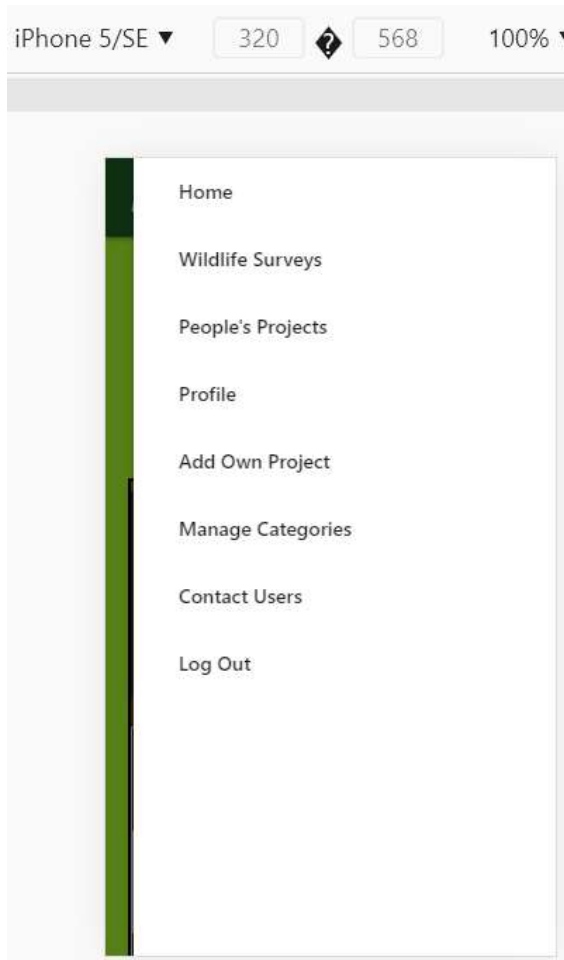 iPhone 5/SE ▼ 320 � 568 100% ▼
Home
Wildlife Surveys
People's Projects
Profile
Add Own Project
Manage Categories
Contact Users
Log Out